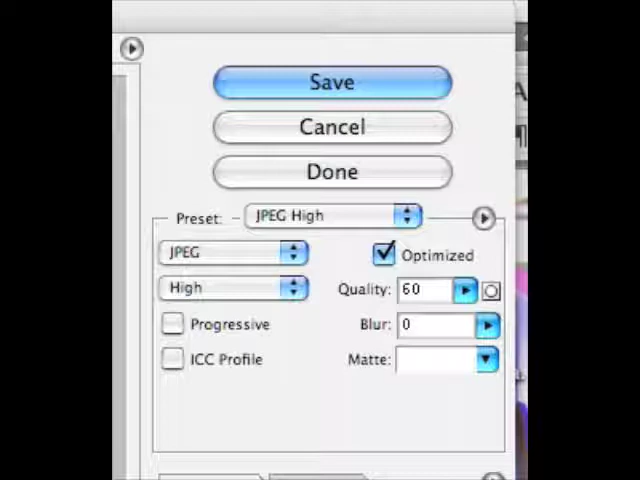 Save
Cancel
Done
Preset: JPEG High
JPEG
Optimized
High
Quality: 60
Progressive
Blur: 0
ICC Profile
Matte:
A
¶